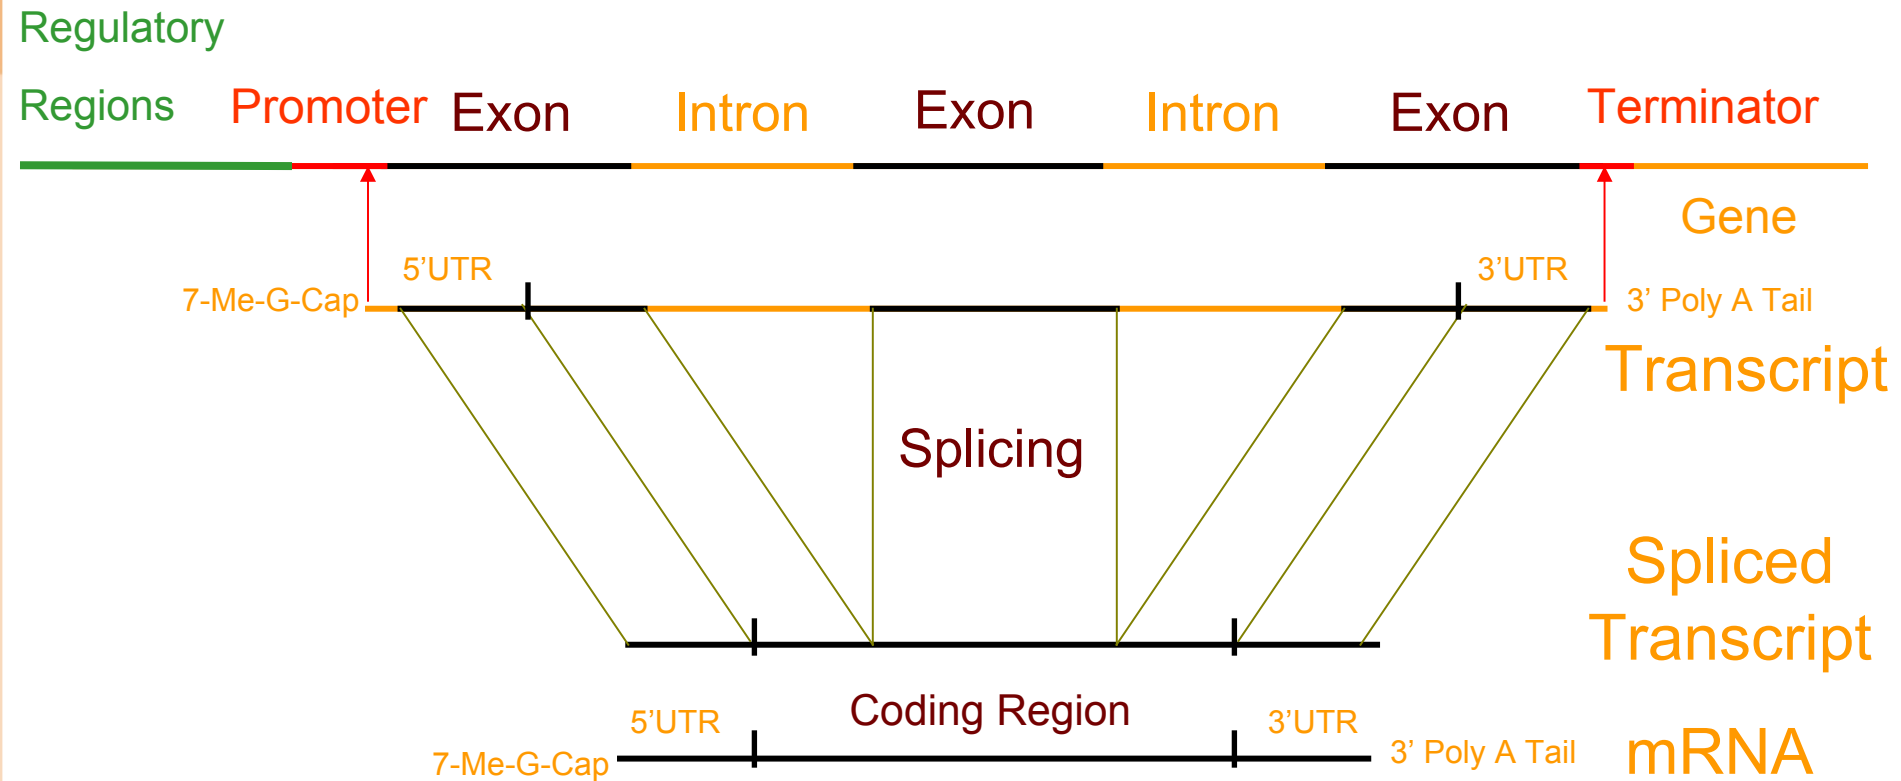 Regulatory
Regions Promoter Exon Intron Exon Intron Exon Terminator
Gene
5’UTR 3’UTR
7-Me-G-Cap 3’ Poly A Tail
Transcript
Splicing
Spliced
Transcript
5’UTR Coding Region 3’UTR
7-Me-G-Cap 3’ Poly A Tail mRNA